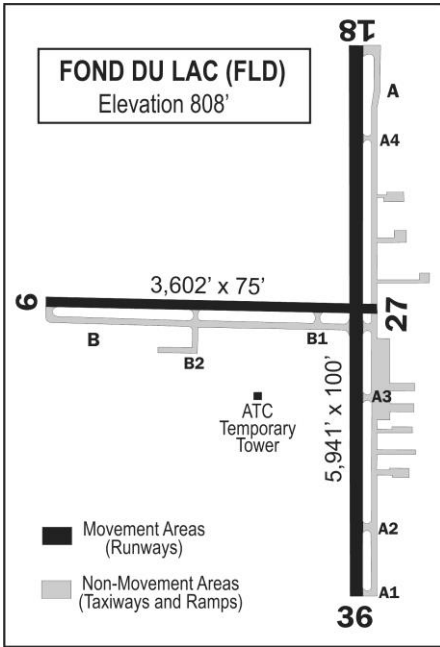 18
FOND DU LAC (FLD)
Elevation 808'
A
A4
3,602' x 75'
9
27
B
B1
B2
A3
ATC
Temporary
Tower
5,941' x 100'
Movement Areas
(Runways)
A2
Non-Movement Areas
(Taxiways and Ramps)
A1
36